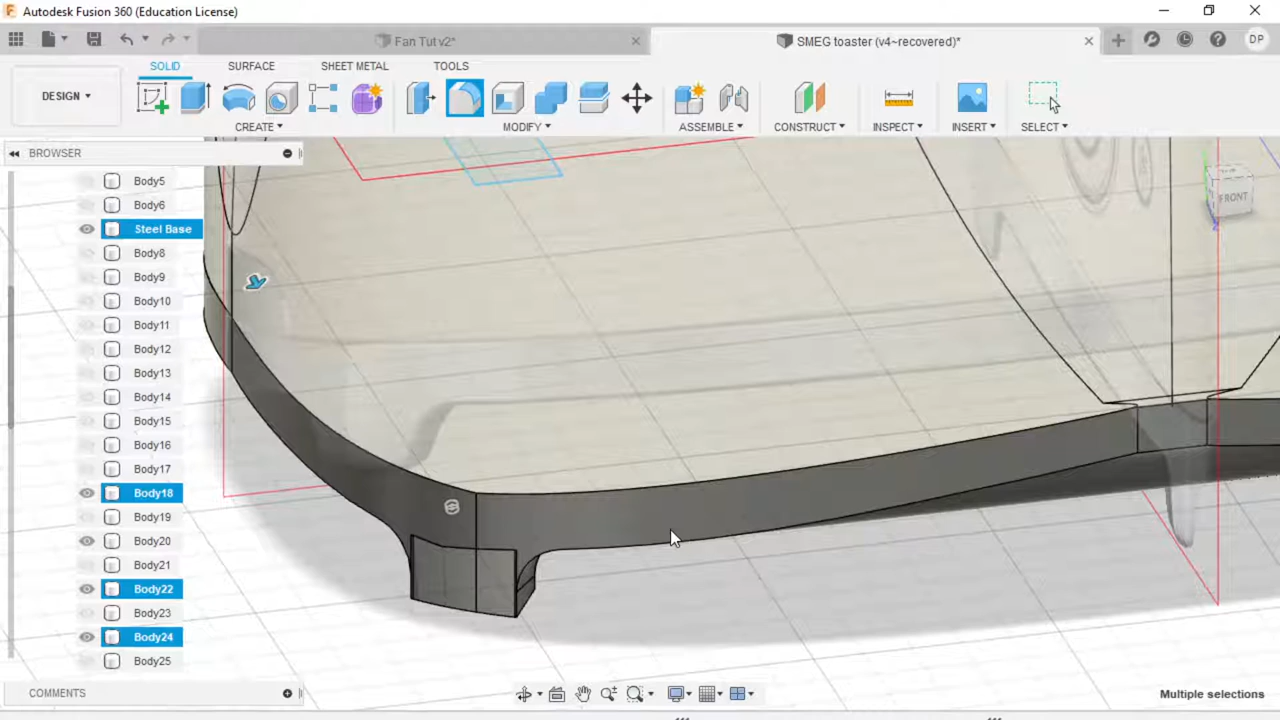 Autodesk Fusion 360 (Education License)
Fan Tut v2*
SMEG toaster (v4~recovered)*
DP
SOLID
SURFACE
SHEET METAL
TOOLS
DESIGN
CREATE
MODIFY
ASSEMBLE
CONSTRUCT
INSPECT
INSERT
SELECT
BROWSER
FRONT
Body5
Body6
Steel Base
Body8
Body9
Body10
Body11
Body12
Body13
Body14
Body15
Body16
Body17
Body18
Body19
Body20
Body21
Body22
Body23
Body24
Body25
COMMENTS
Multiple selections